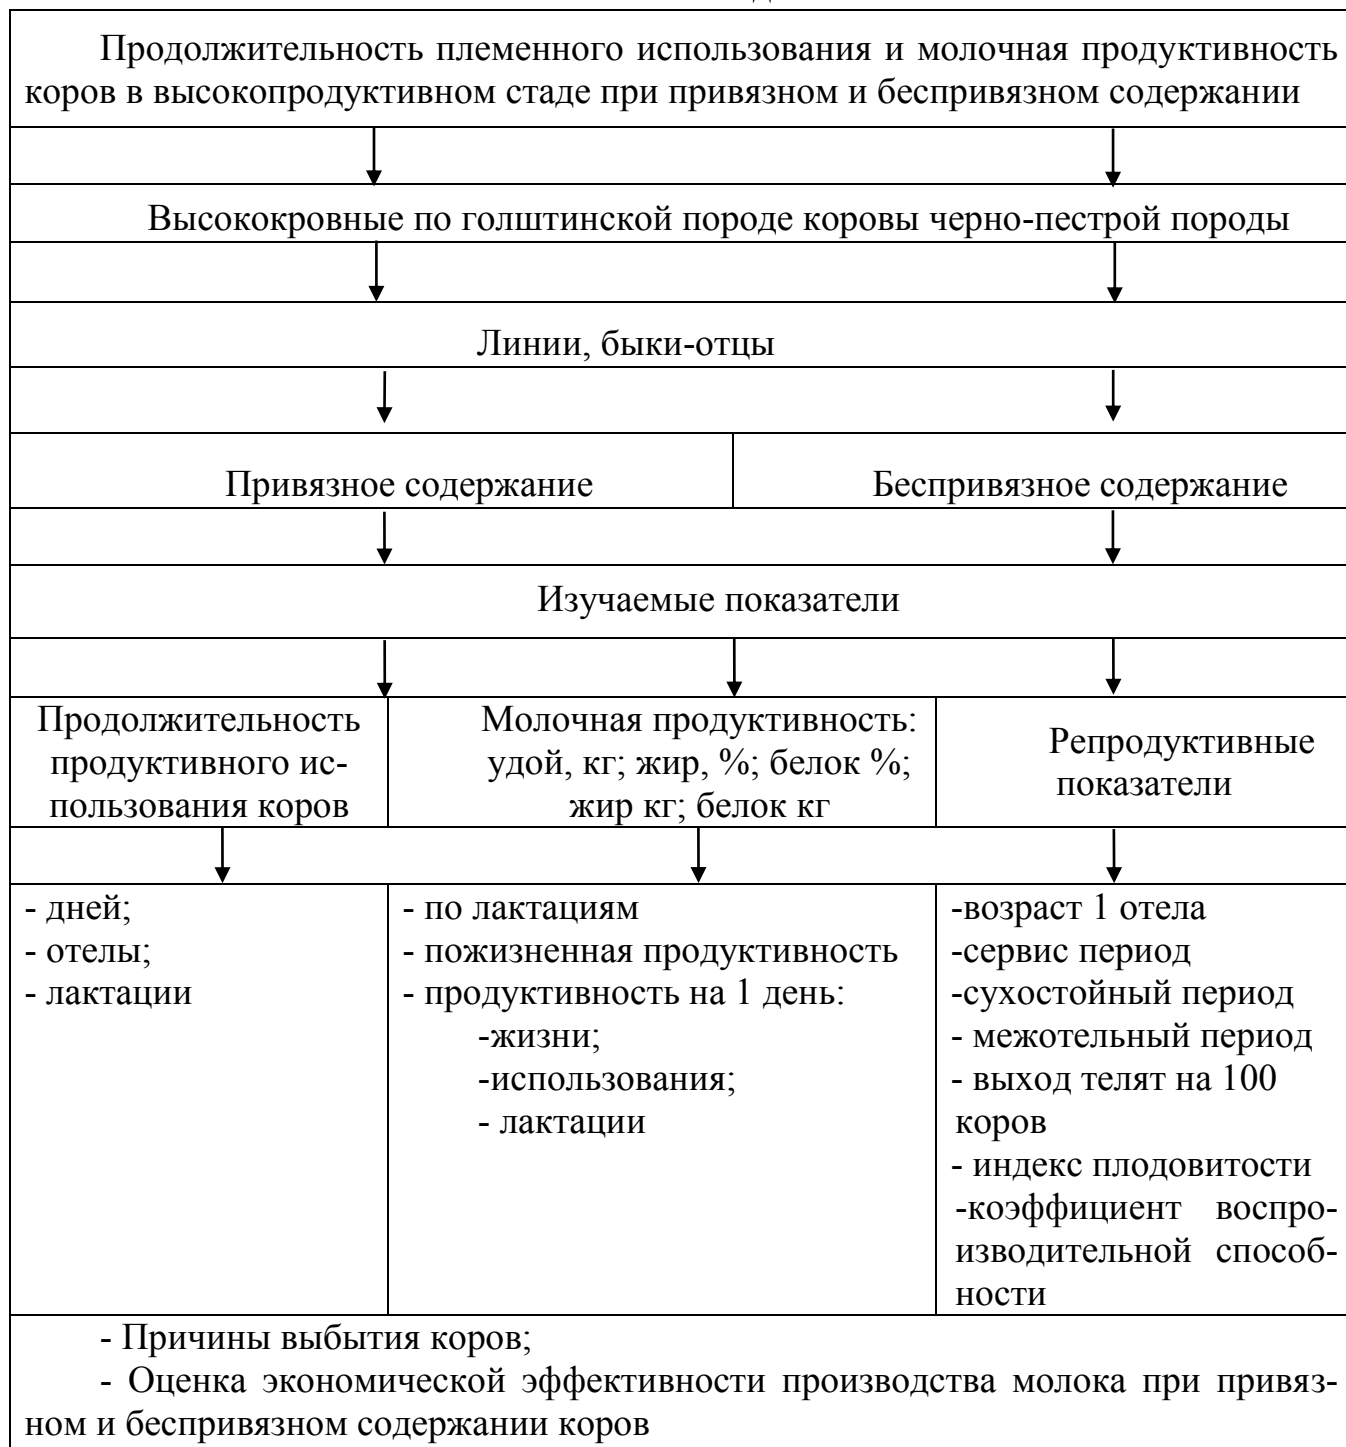 Продолжительность племенного использования и молочная продуктивность
коров в высокопродуктивном стаде при привязном и беспривязном содержании
Высококровные по голштинской породе коровы черно-пестрой породы
Линии, быки-отцы
Привязное содержание
Беспривязное содержание
Изучаемые показатели
Продолжительность
продуктивного ис-
пользования коров
Молочная продуктивность:
удой, кг; жир, %; белок %;
жир кг; белок кг
Репродуктивные
показатели
- дней;
- отелы;
- лактации
- по лактациям
- пожизненная продуктивность
- продуктивность на 1 день:
-жизни;
-использования;
- лактации
-возраст 1 отела
-сервис период
-сухостойный период
- межотельный период
- выход телят на 100
коров
- индекс плодовитости
-коэффициент воспро-
изводительной способ-
ности
- Причины выбытия коров;
- Оценка экономической эффективности производства молока при привяз-
ном и беспривязном содержании коров